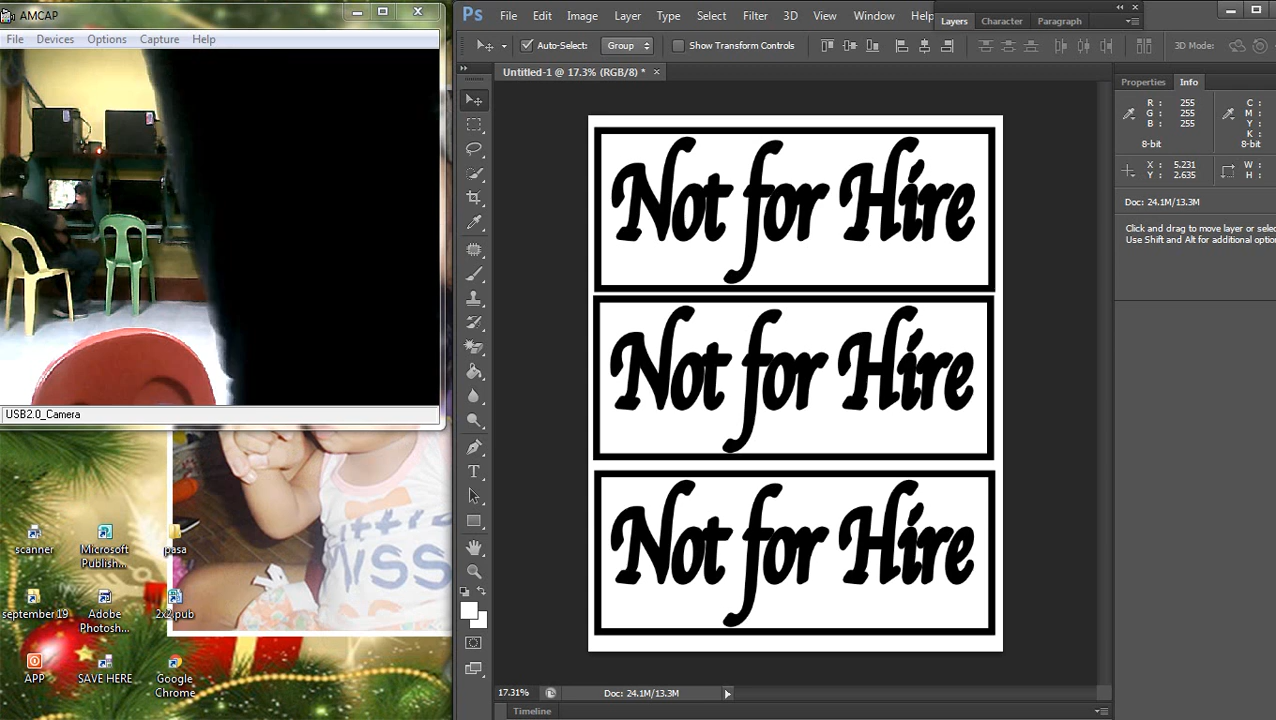 AMCAP
File Devices Options Capture Help
USB2.0_Camera
scanner
Microsoft Publish...
pasa
september 19
Adobe Photosh...
2x2.pub
APP
SAVE HERE
Google Chrome
Ps File Edit Image Layer Type Select Filter 3D View Window Help
Layers Character Paragraph
Auto-Select: Group Show Transform Controls 3D Mode:
Untitled-1 @ 17.3% (RGB/8) *
Properties Info
R: 255 C:
G: 255 M:
B: 255 Y:
K:
8-bit 8-bit
X: 5.231 W:
Y: 2.635 H:
Doc: 24.1M/13.3M
Click and drag to move layer or selec
Use Shift and Alt for additional option
Not for Hire
Not for Hire
Not for Hire
17.31% Doc: 24.1M/13.3M
Timeline